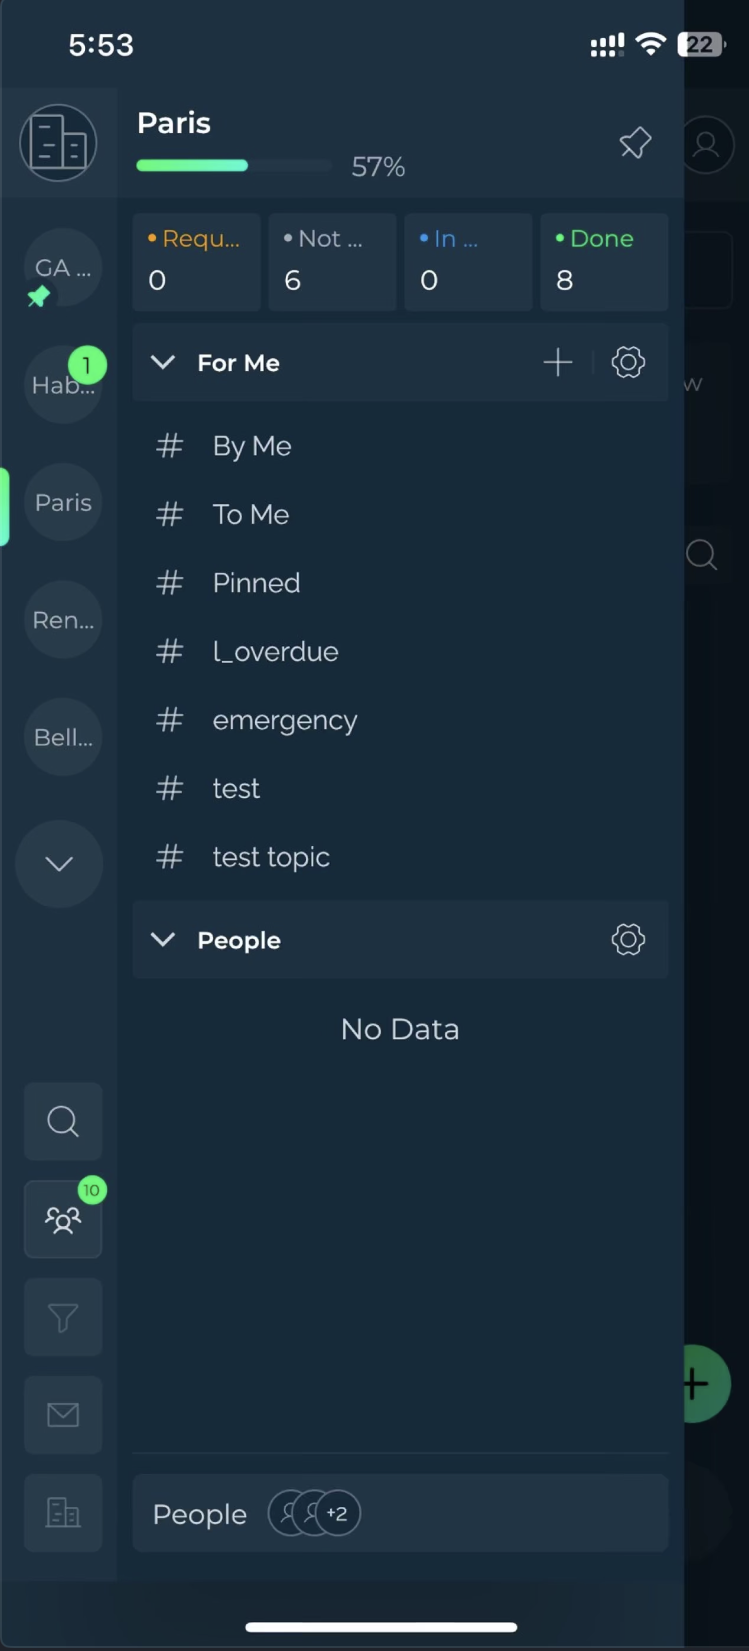 5:53
22
Paris
57%
Requ...
Not ...
In ...
Done
0
6
0
8
GA ...
1
Hab...
Paris
Ren...
Bell...
For Me
w
# By Me
# To Me
# Pinned
# l_overdue
# emergency
# test
# test topic
People
No Data
10
People
+2